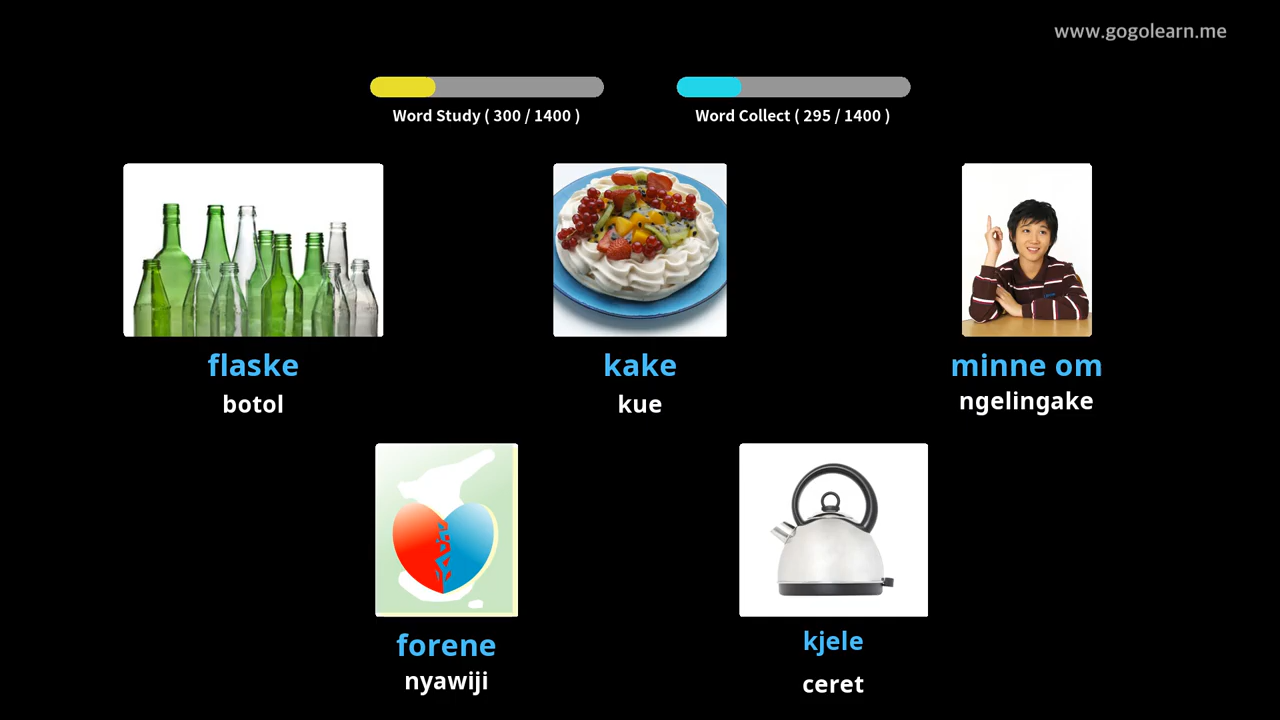 www.gogolearn.me
Word Study ( 300 / 1400 )
Word Collect ( 295 / 1400 )
flaske
botol
kake
kue
minne om
ngelingake
forene
nyawiji
kjele
ceret